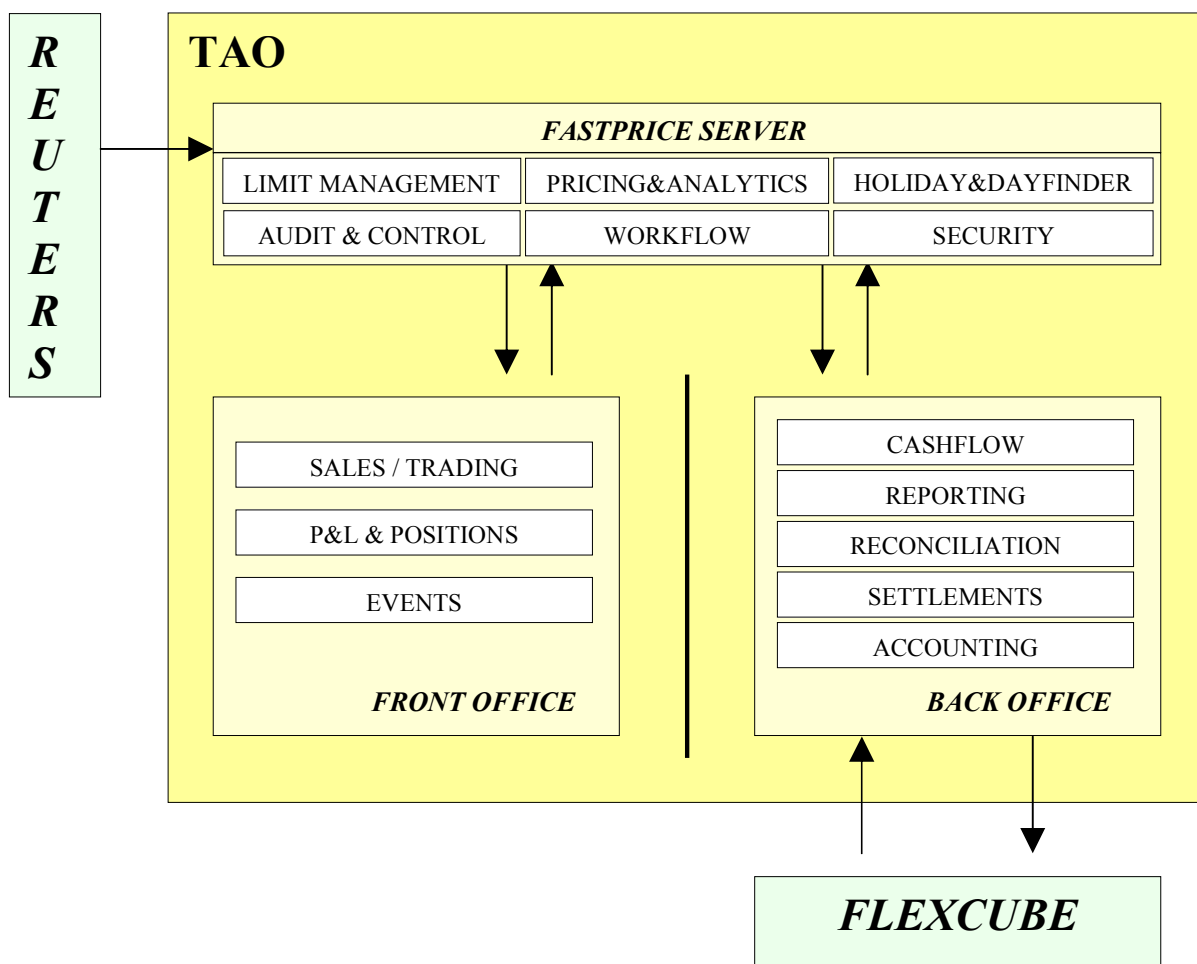 R
E
U
T
E
R
S
TAO
FASTPRICE SERVER
LIMIT MANAGEMENT
PRICING&ANALYTICS
HOLIDAY&DAYFINDER
AUDIT & CONTROL
WORKFLOW
SECURITY
SALES / TRADING
P&L & POSITIONS
EVENTS
FRONT OFFICE
CASHFLOW
REPORTING
RECONCILIATION
SETTLEMENTS
ACCOUNTING
BACK OFFICE
FLEXCUBE